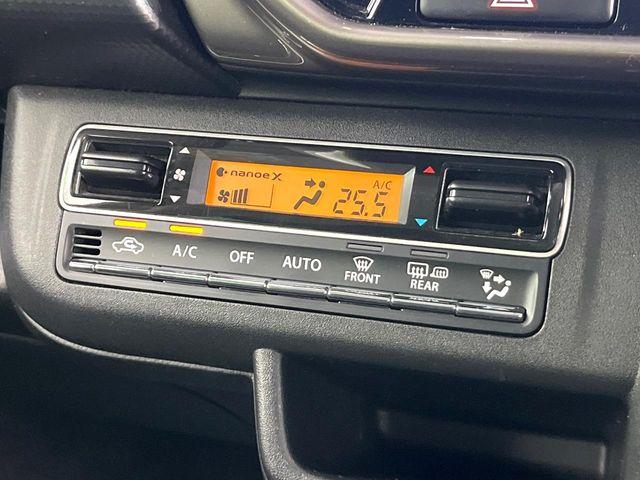 nanoe X
A/C
25.5
A/C
OFF
AUTO
FRONT
REAR